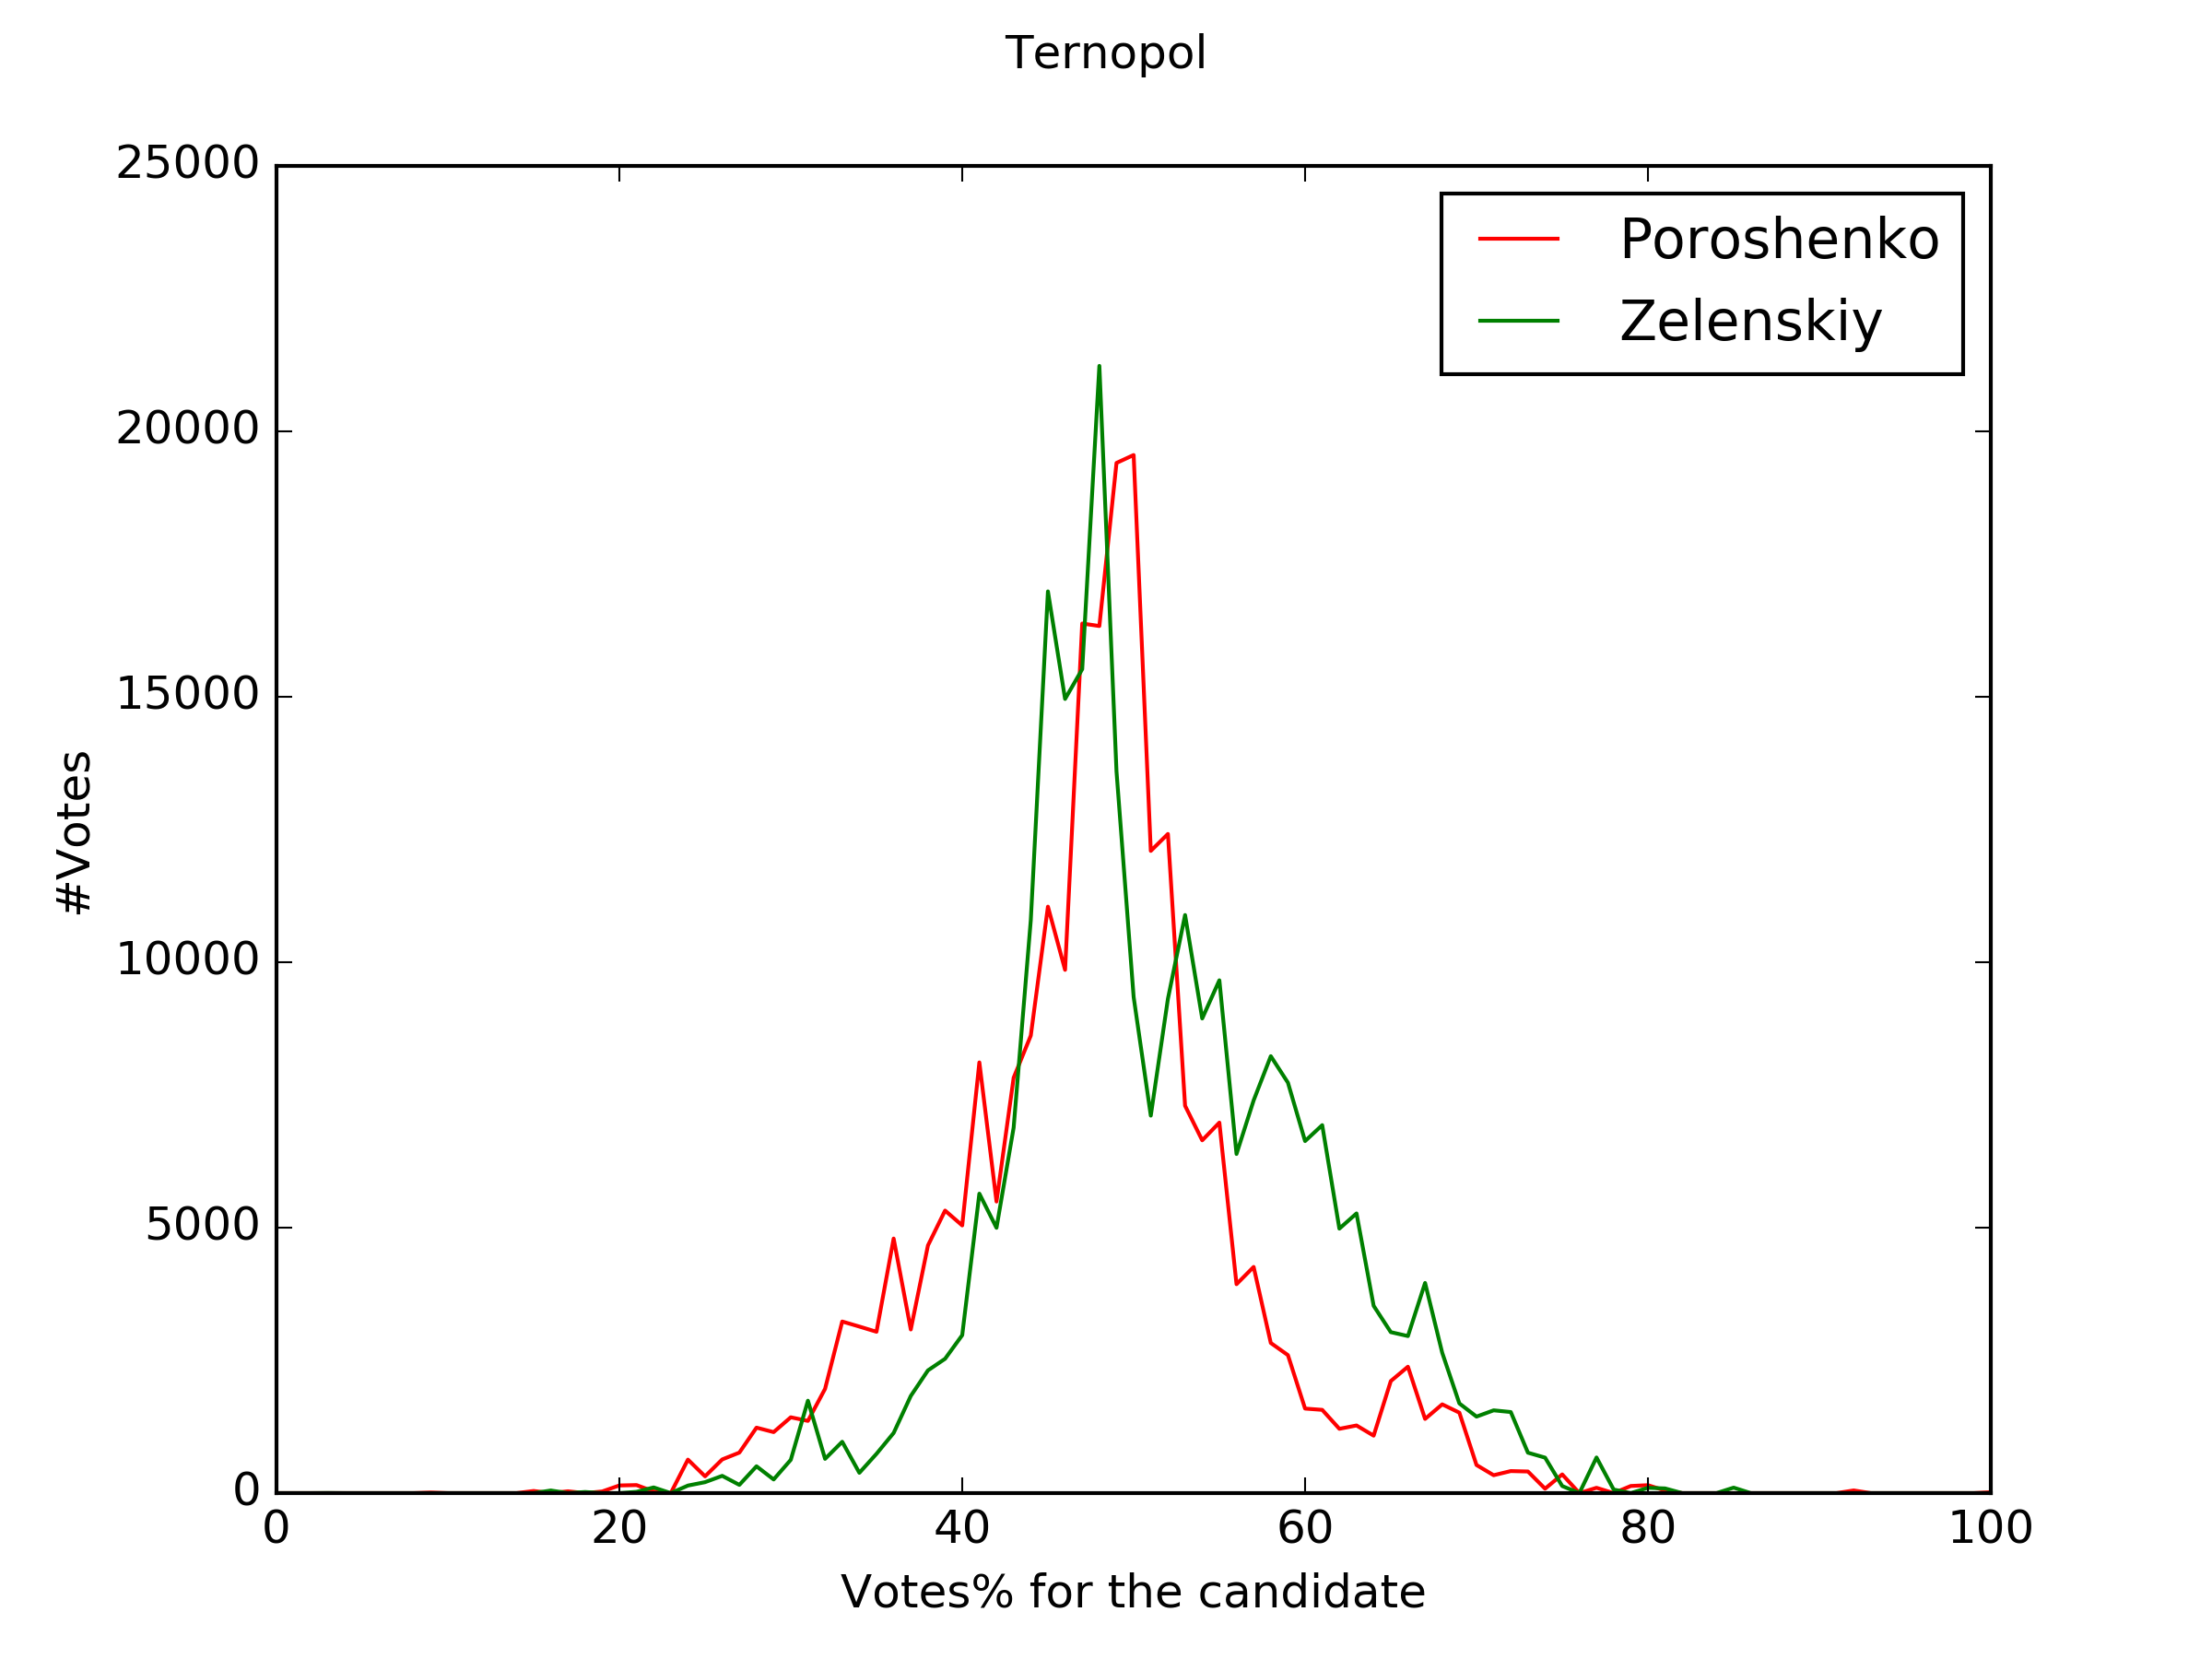 Ternopol
25000
20000
15000
10000
5000
0
#Votes
Poroshenko
Zelenskiy
0 20 40 60 80 100
Votes% for the candidate